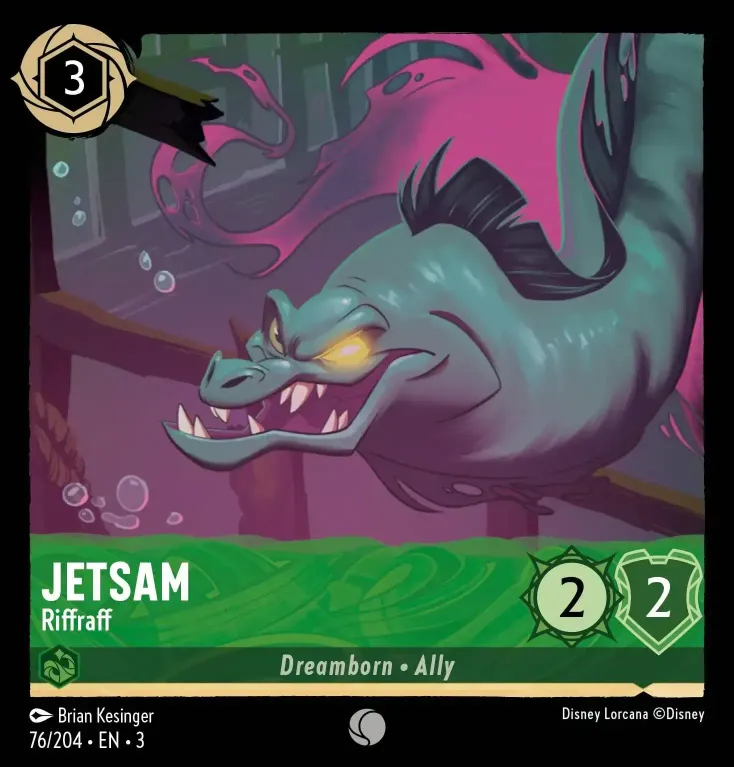 3
JETSAM
Riffraff
2
2
Dreamborn • Ally
Brian Kesinger
Disney Lorcana ©Disney
76/204 • EN • 3